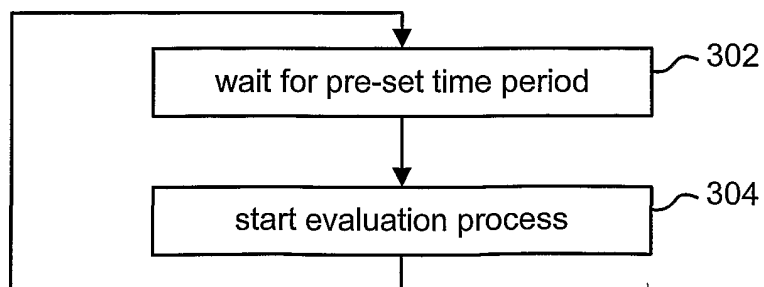 wait for pre-set time period
302
start evaluation process
304